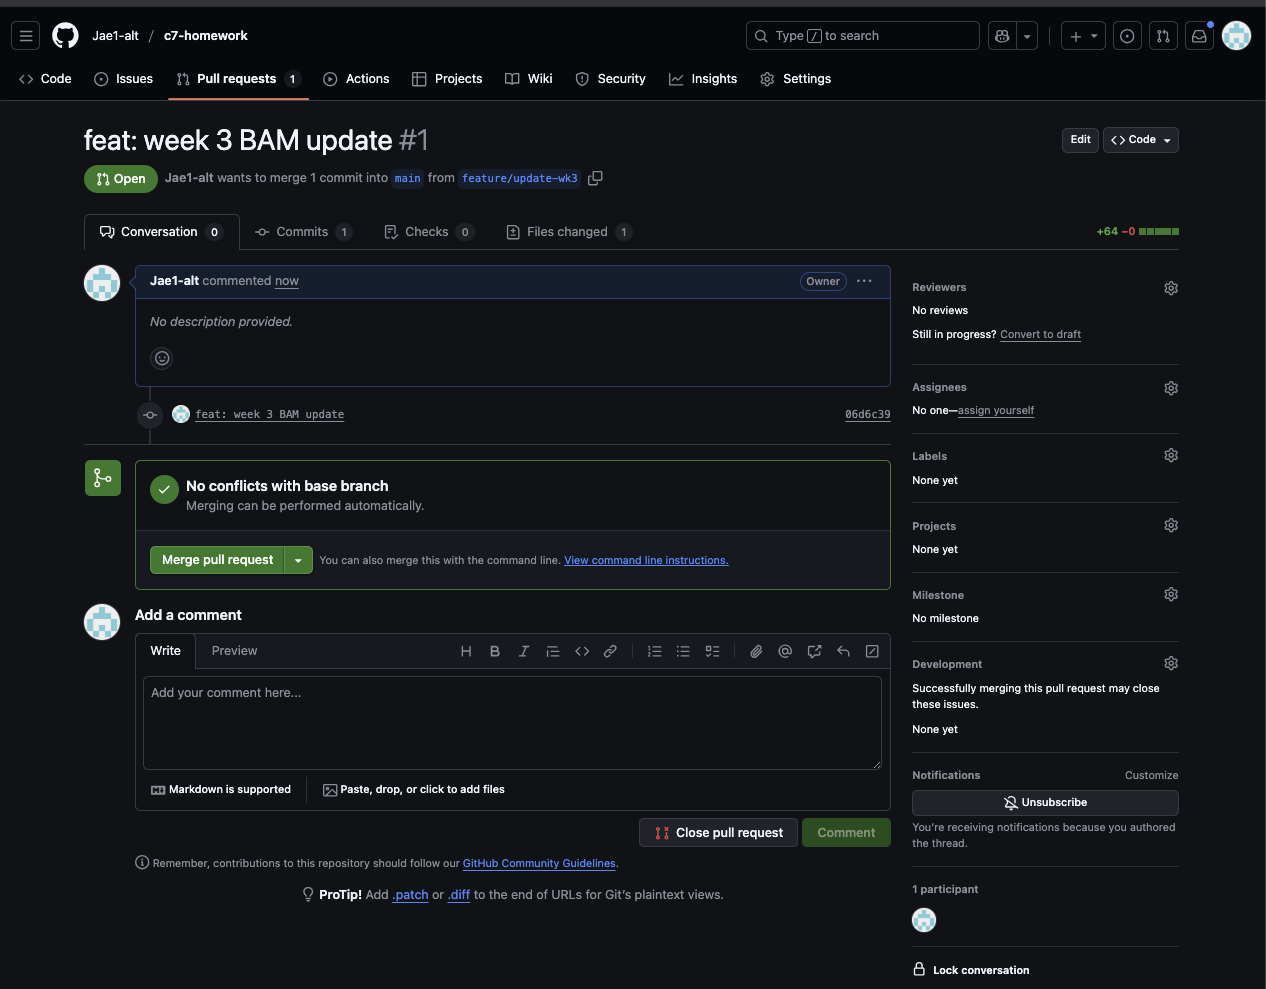 Jae1-alt / c7-homework
Type / to search
Code
Issues
Pull requests 1
Actions
Projects
Wiki
Security
Insights
Settings
feat: week 3 BAM update #1
Edit
Code
Open
Jae1-alt wants to merge 1 commit into main from feature/update-wk3
Conversation 0
Commits 1
Checks 0
Files changed 1
+64 −0
Jae1-alt commented now
Owner
No description provided.
feat: week 3 BAM update
06d6c39
No conflicts with base branch
Merging can be performed automatically.
Merge pull request
You can also merge this with the command line. View command line instructions.
Add a comment
Write
Preview
Add your comment here...
Markdown is supported
Paste, drop, or click to add files
Close pull request
Comment
Remember, contributions to this repository should follow our GitHub Community Guidelines.
ProTip! Add .patch or .diff to the end of URLs for Git's plaintext views.
Reviewers
No reviews
Still in progress? Convert to draft
Assignees
No one—assign yourself
Labels
None yet
Projects
None yet
Milestone
No milestone
Development
Successfully merging this pull request may close
these issues.
None yet
Notifications
Customize
Unsubscribe
You're receiving notifications because you authored
the thread.
1 participant
Lock conversation